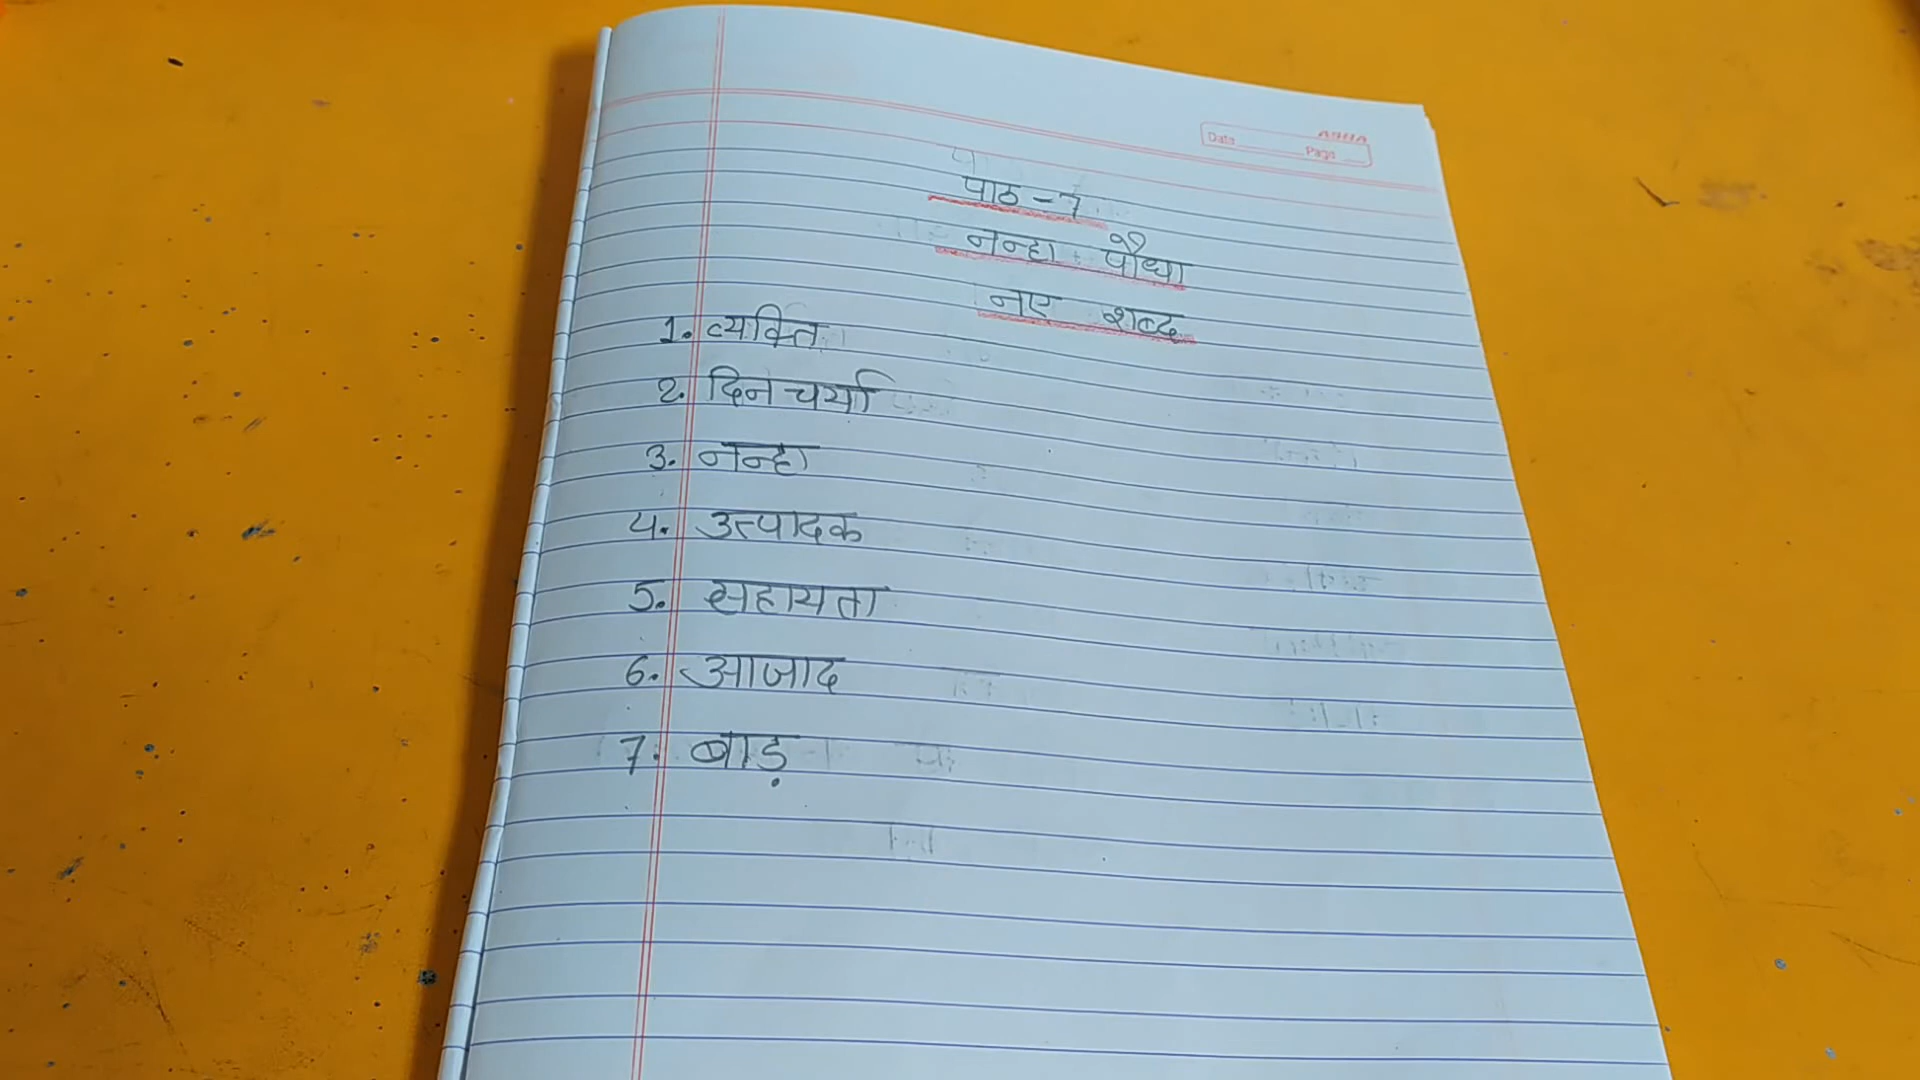 ASHA
Date Page
पाठ - 7
नन्हा पौधा
नए शब्द
1. व्यक्ति
2. दिनचर्या
3. नन्हा
4. उत्पादक
5. सहायता
6. आजाद
7. बाड़